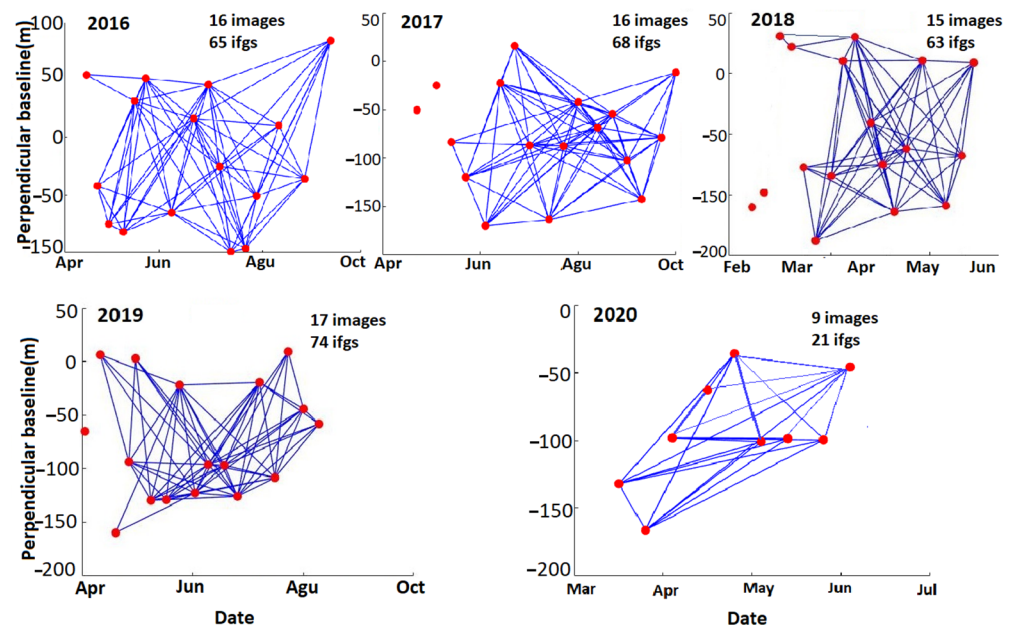 2016
16 images
65 ifgs
100
50
0
−50
-150
Perpendicular baseline(m)
Apr Jun Agu Oct
2017
16 images
68 ifgs
50
0
−50
−100
−150
Apr Jun Agu Oct
2018
15 images
63 ifgs
50
0
−50
−100
−150
−200
Feb Mar Apr May Jun
2019
17 images
74 ifgs
50
0
−50
−100
−150
−200
Perpendicular baseline(m)
Apr Jun Agu Oct
Date
2020
9 images
21 ifgs
0
−50
−100
−150
−200
Mar Apr May Jun Jul
Date